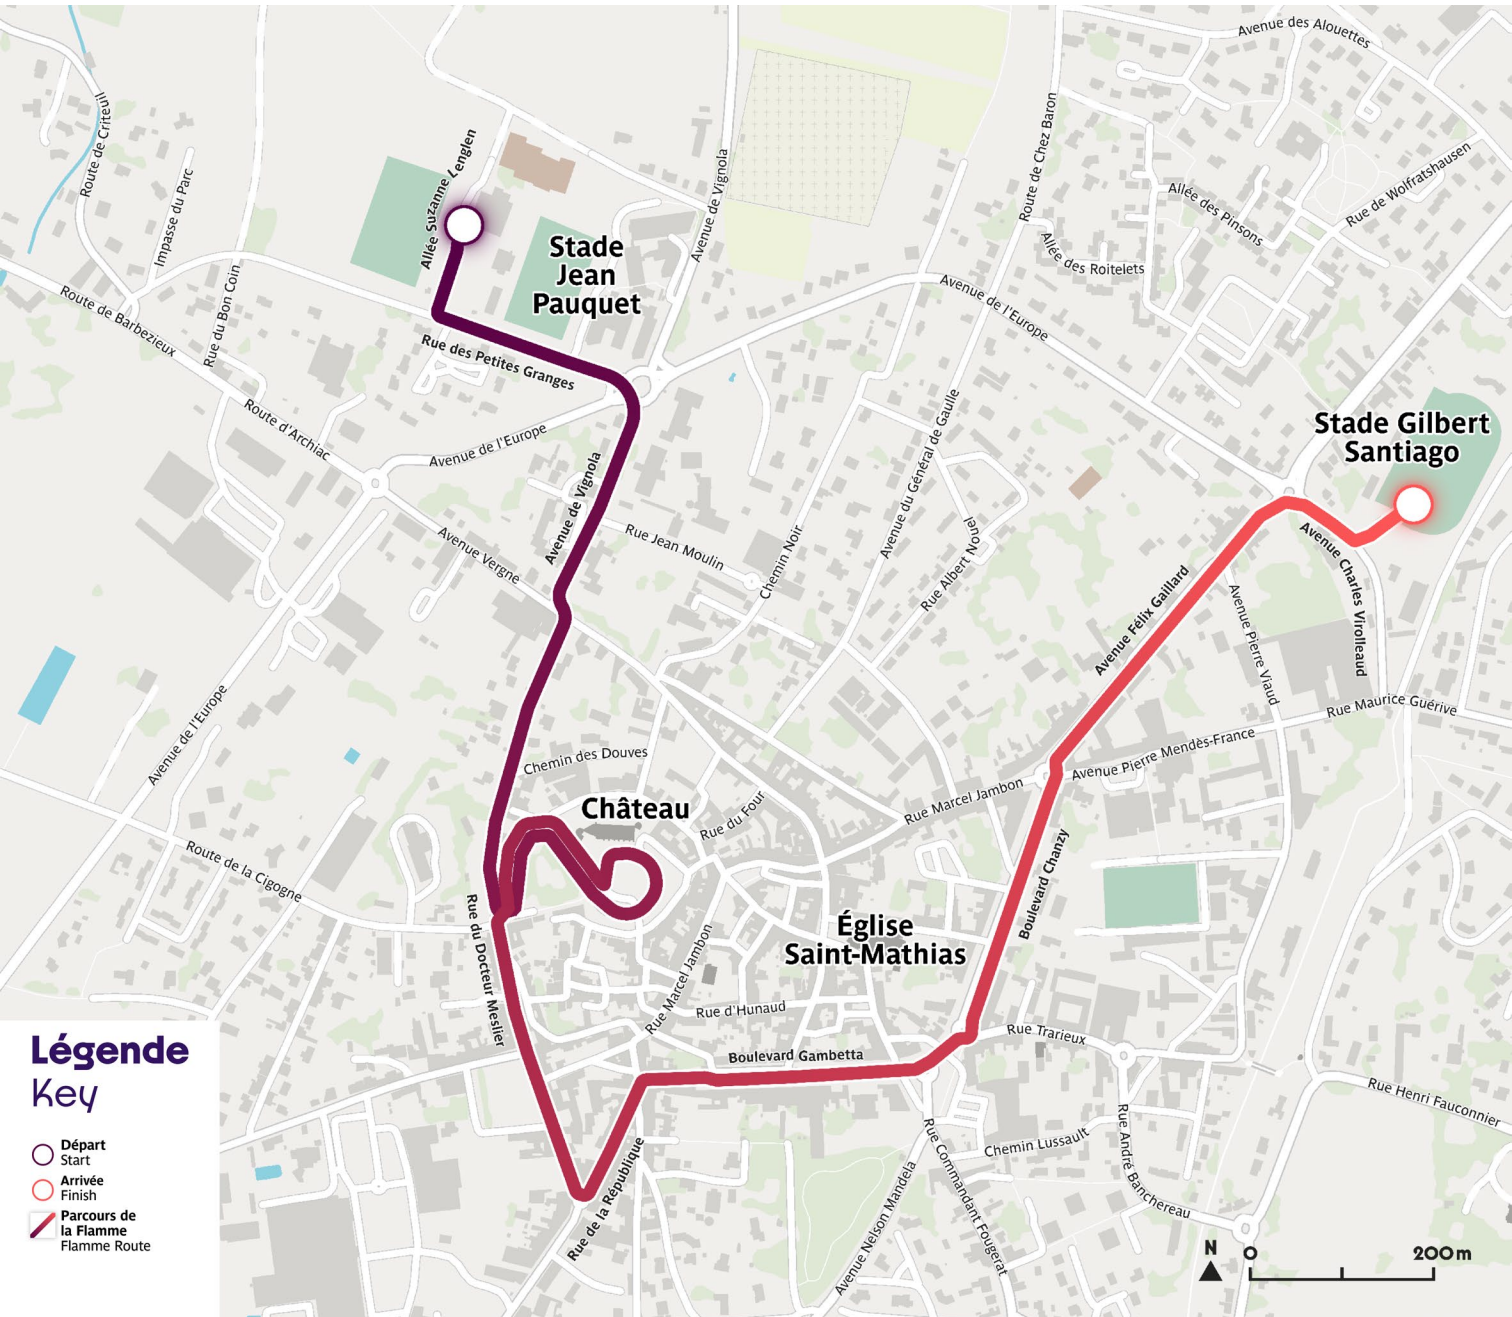 Avenue des Alouettes
Route de Criteuil
Route de Chez Baron
Allée Suzanne Lenglen
Impasse du Parc
Avenue de Vignola
Rue de Wolfratshausen
Allée des Pinsons
Allée des Roitelets
Stade
Jean
Pauquet
Route de Barbezieux
Rue du Bon Coin
Avenue de l'Europe
Rue des Petites Granges
Route d'Archiac
Avenue de l'Europe
Avenue du Général de Gaulle
Stade Gilbert
Santiago
Avenue de Vignola
Avenue Vergne
Rue Jean Moulin
Chemin Noir
Rue Albert Nouel
Avenue Charles Virolleaud
Avenue Félix Gaillard
Avenue Pierre Viaud
Avenue de l'Europe
Rue Maurice Guérive
Chemin des Douves
Avenue Pierre Mendès-France
Château
Rue du Four
Rue Marcel Jambon
Route de la Cigogne
Boulevard Chanzy
Rue du Docteur Meslier
Église
Saint-Mathias
Rue Marcel Jambon
Rue d'Hunaud
Rue Trarieux
Boulevard Gambetta
Rue Henri Fauconnier
Rue de la République
Chemin Lussault
Rue André Banchereau
Rue Commandant Fougerat
Avenue Nelson Mandela
Légende
Key
Départ
Start
Arrivée
Finish
Parcours de
la Flamme
Flamme Route
N
0
200m